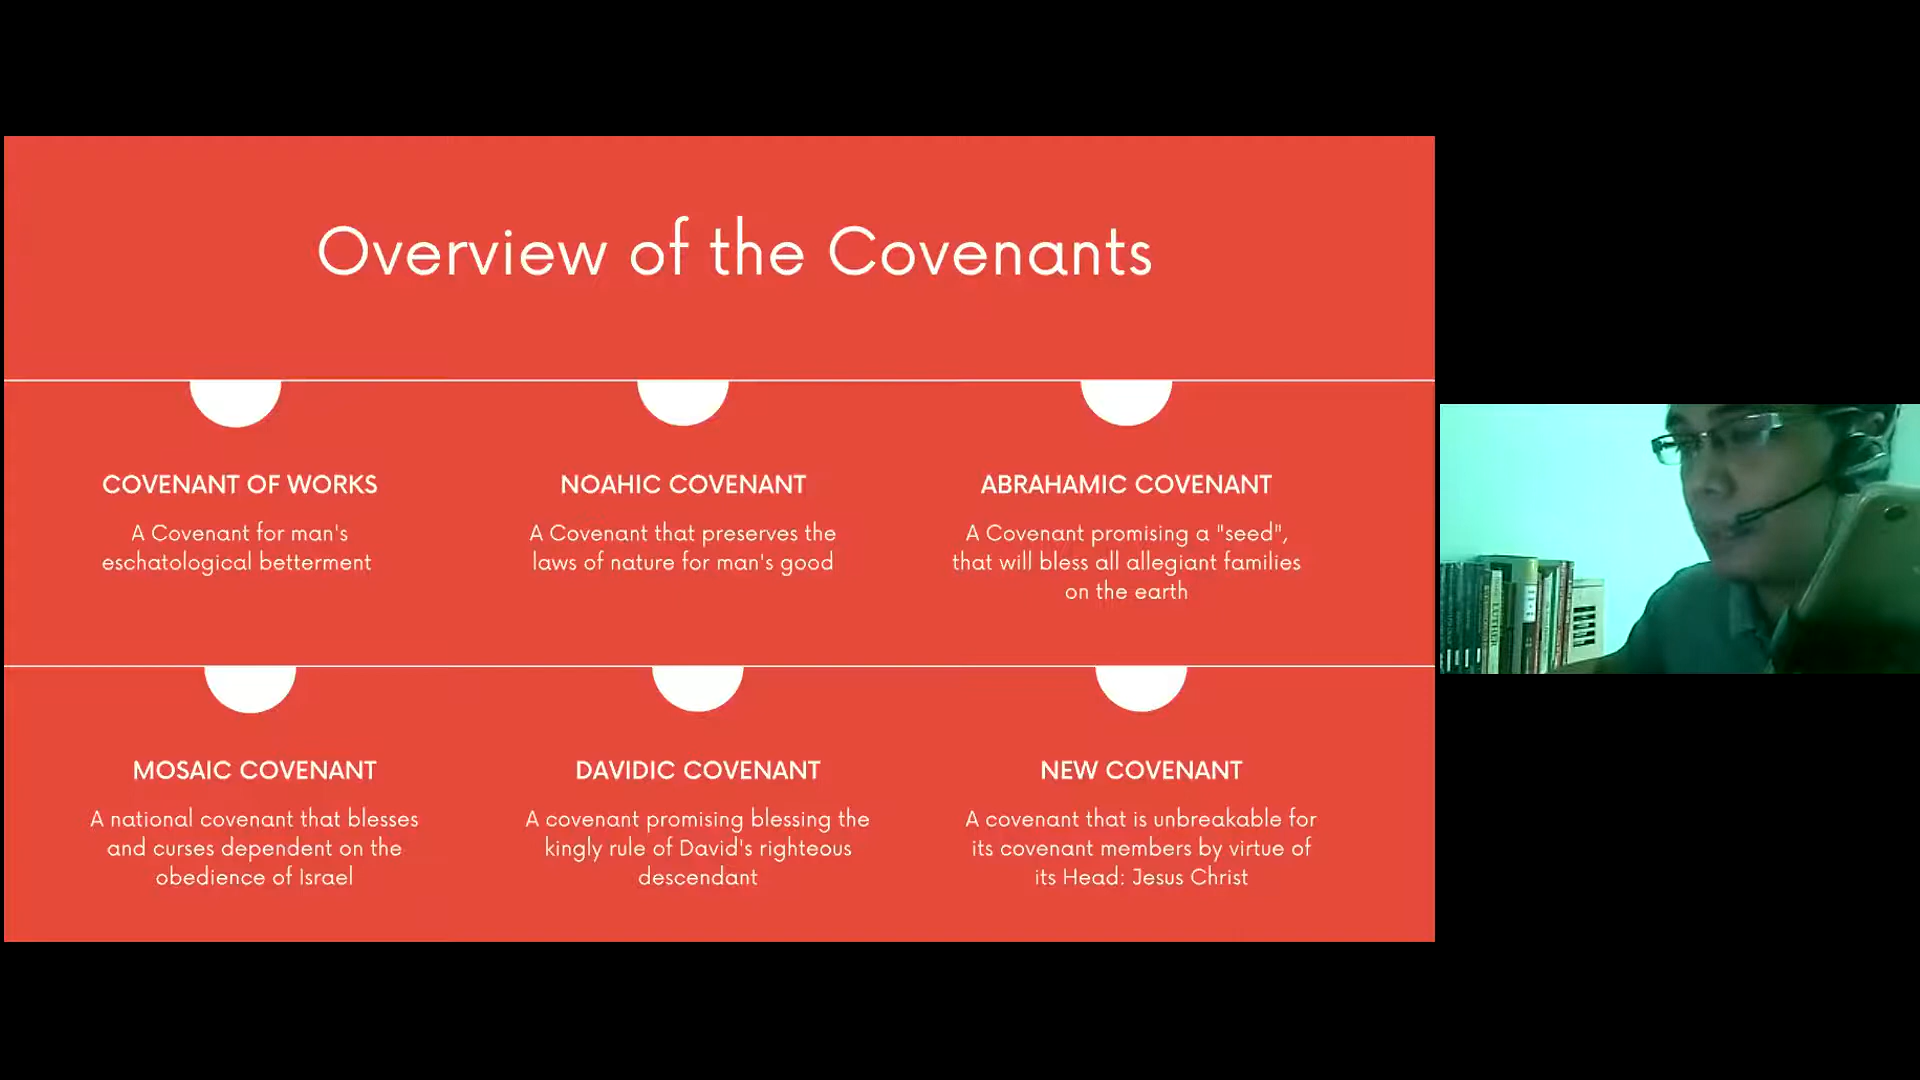 Overview of the Covenants
COVENANT OF WORKS
A Covenant for man's
eschatological betterment
NOAHIC COVENANT
A Covenant that preserves the
laws of nature for man's good
ABRAHAMIC COVENANT
A Covenant promising a "seed",
that will bless all allegiant families
on the earth
MOSAIC COVENANT
A national covenant that blesses
and curses dependent on the
obedience of Israel
DAVIDIC COVENANT
A covenant promising blessing the
kingly rule of David's righteous
descendant
NEW COVENANT
A covenant that is unbreakable for
its covenant members by virtue of
its Head: Jesus Christ